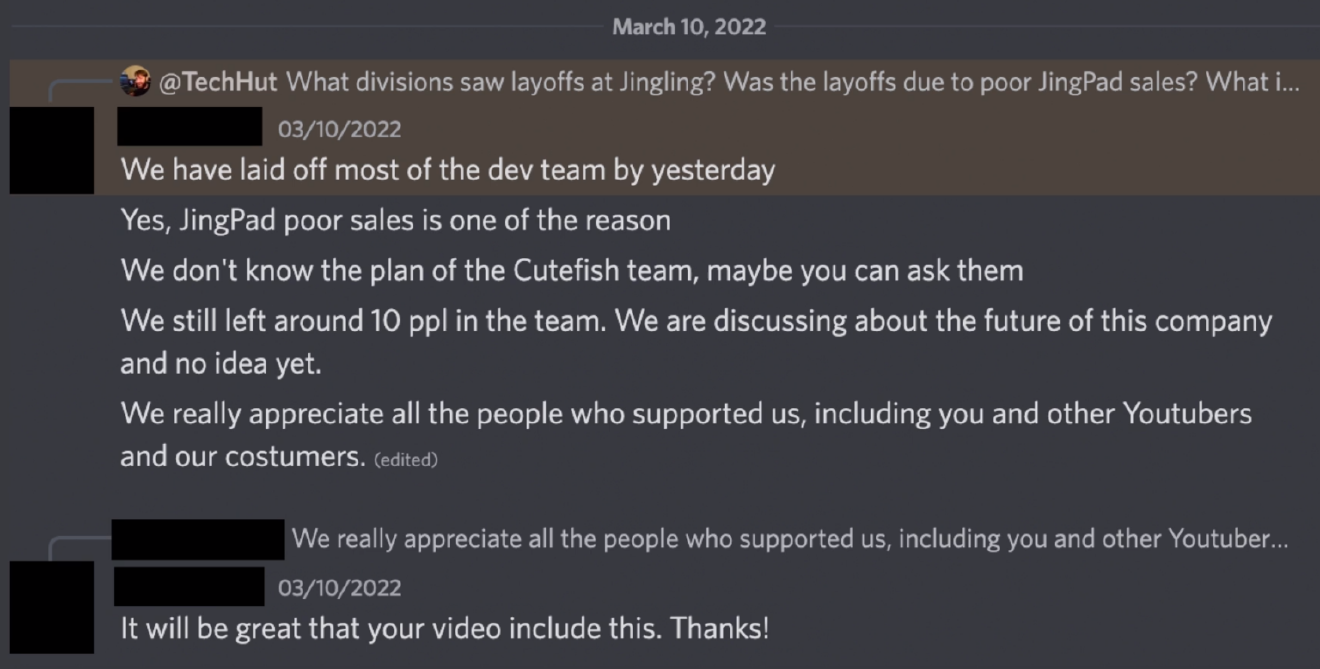 March 10, 2022
@TechHut What divisions saw layoffs at Jingling? Was the layoffs due to poor JingPad sales? What i...
03/10/2022
We have laid off most of the dev team by yesterday
Yes, JingPad poor sales is one of the reason
We don't know the plan of the Cutefish team, maybe you can ask them
We still left around 10 ppl in the team. We are discussing about the future of this company
and no idea yet.
We really appreciate all the people who supported us, including you and other Youtubers
and our costumers. (edited)
We really appreciate all the people who supported us, including you and other Youtuber...
03/10/2022
It will be great that your video include this. Thanks!